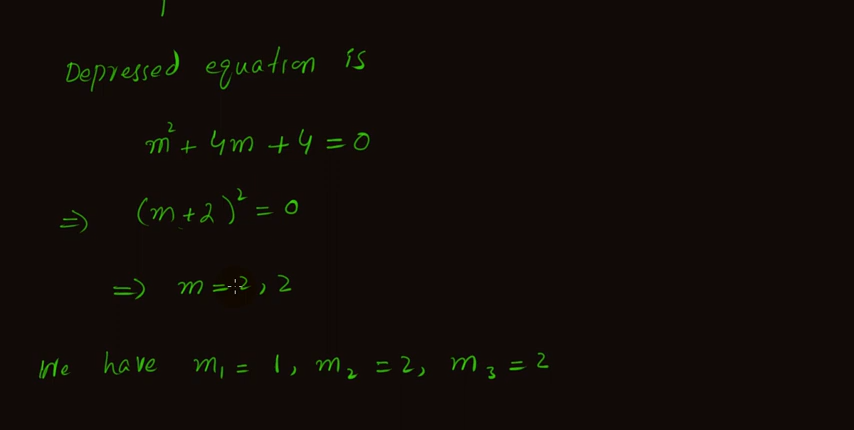 Depressed equation is
m² + 4m + 4 = 0
⇒ (m+2)² = 0
⇒ m = 2, 2
We have m₁ = 1, m₂ = 2, m₃ = 2